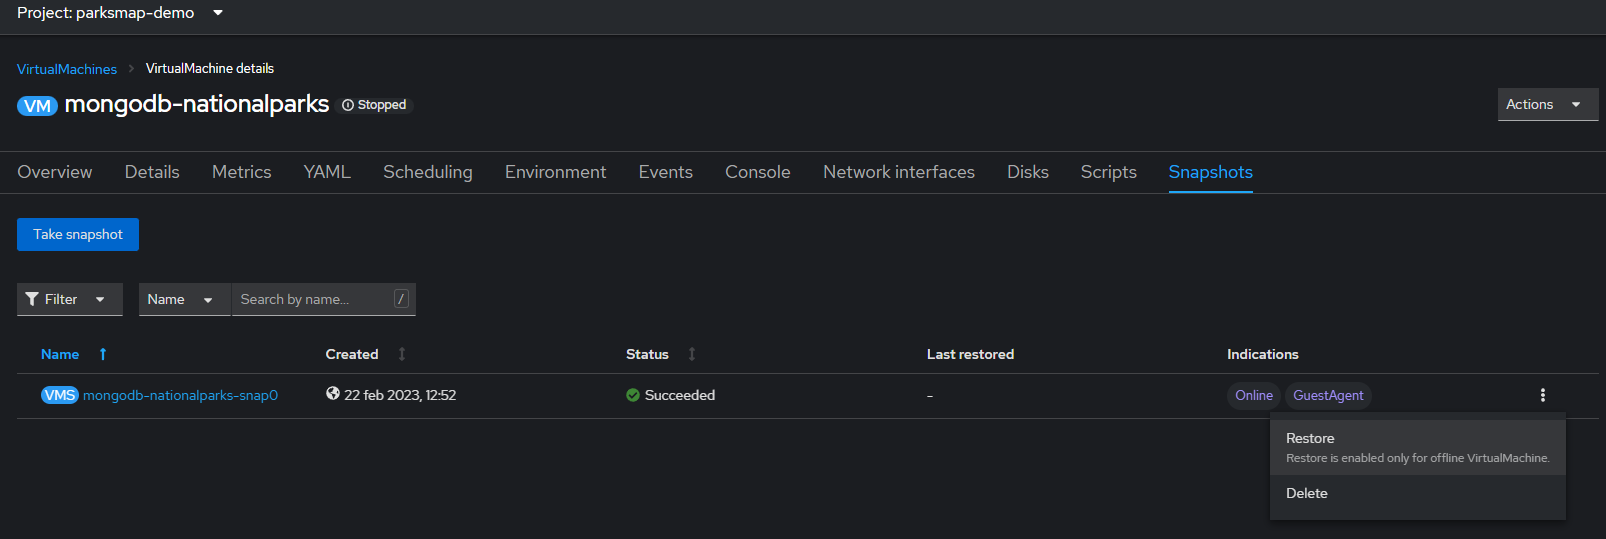 Project: parksmap-demo
VirtualMachines VirtualMachine details
VM mongodb-nationalparks Stopped
Actions
Overview Details Metrics YAML Scheduling Environment Events Console Network interfaces Disks Scripts Snapshots
Take snapshot
Filter Name Search by name... /
Name Created Status Last restored Indications
VMS mongodb-nationalparks-snap0 22 feb 2023, 12:52 Succeeded - Online GuestAgent
Restore
Restore is enabled only for offline VirtualMachine.
Delete